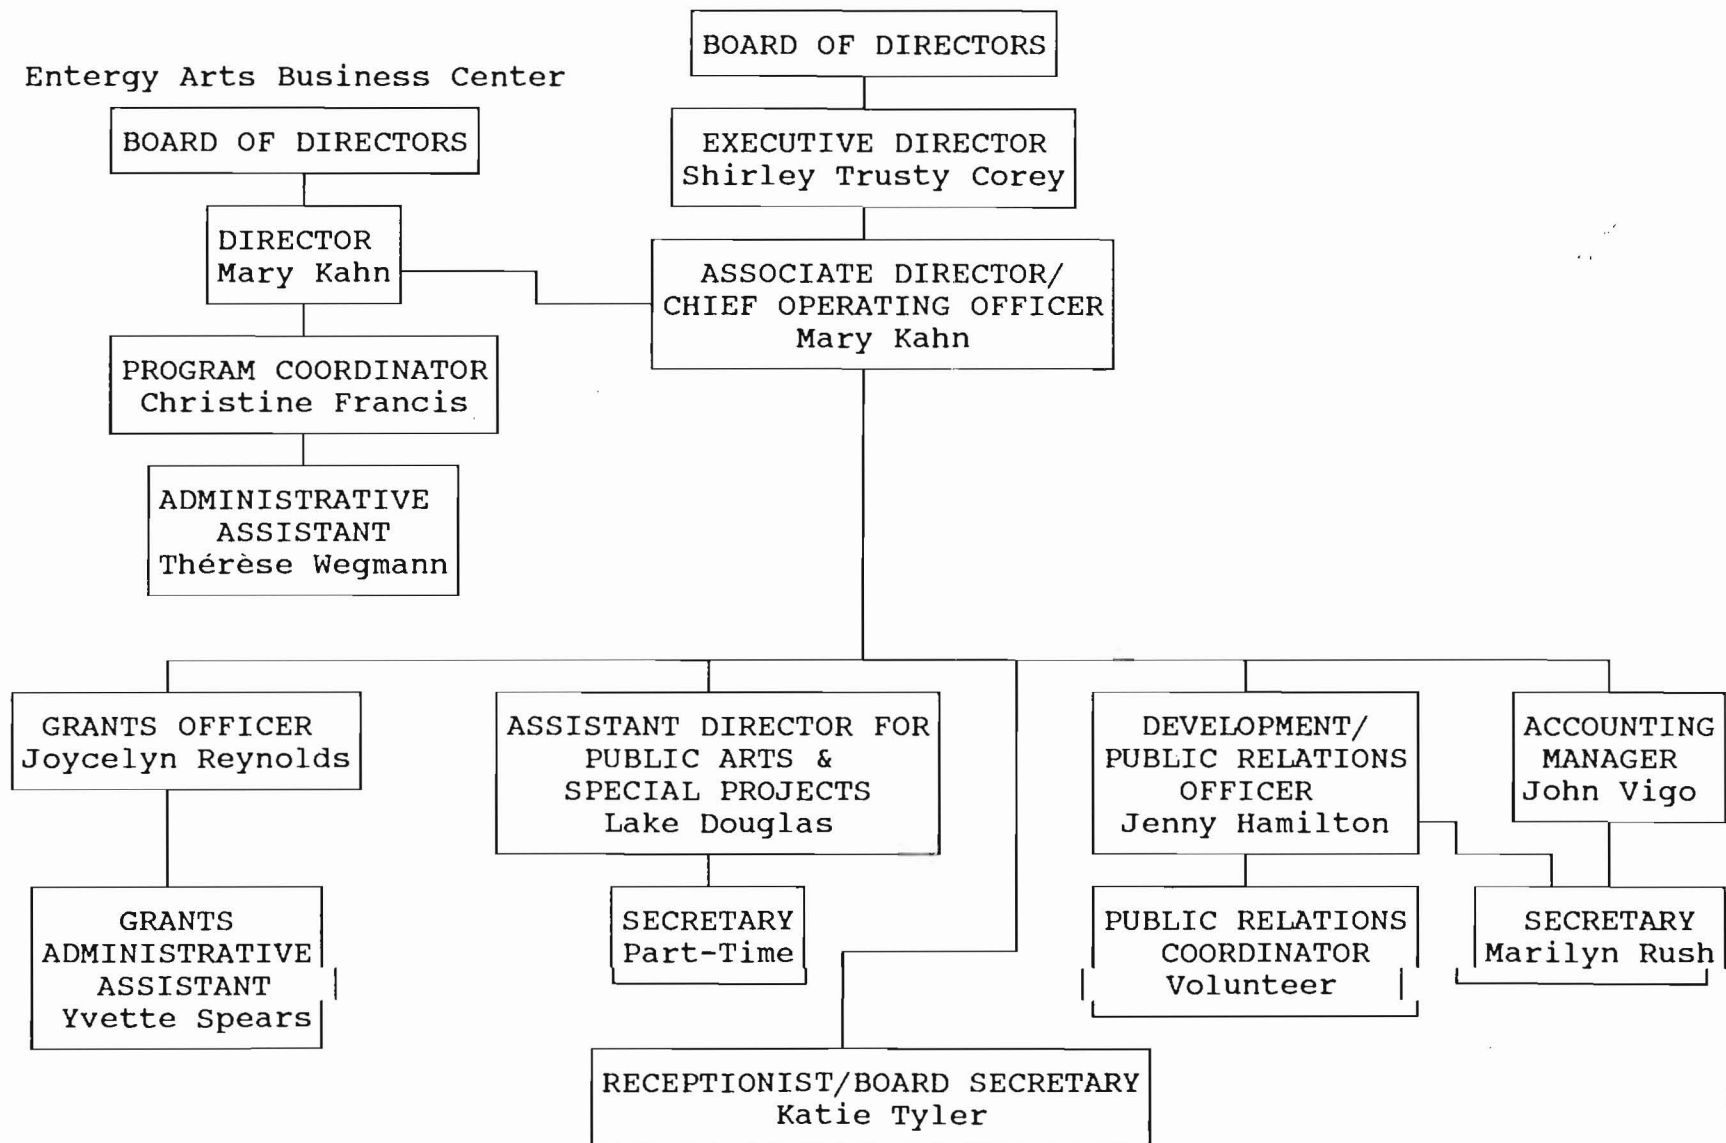 BOARD OF DIRECTORS
Entergy Arts Business Center
BOARD OF DIRECTORS
EXECUTIVE DIRECTOR
Shirley Trusty Corey
DIRECTOR
Mary Kahn
ASSOCIATE DIRECTOR/
CHIEF OPERATING OFFICER
Mary Kahn
PROGRAM COORDINATOR
Christine Francis
ADMINISTRATIVE
ASSISTANT
Thérèse Wegmann
GRANTS OFFICER
Joycelyn Reynolds
ASSISTANT DIRECTOR FOR
PUBLIC ARTS &
SPECIAL PROJECTS
Lake Douglas
DEVELOPMENT/
PUBLIC RELATIONS
OFFICER
Jenny Hamilton
ACCOUNTING
MANAGER
John Vigo
GRANTS
ADMINISTRATIVE
ASSISTANT
Yvette Spears
SECRETARY
Part-Time
PUBLIC RELATIONS
COORDINATOR
Volunteer
SECRETARY
Marilyn Rush
RECEPTIONIST/BOARD SECRETARY
Katie Tyler